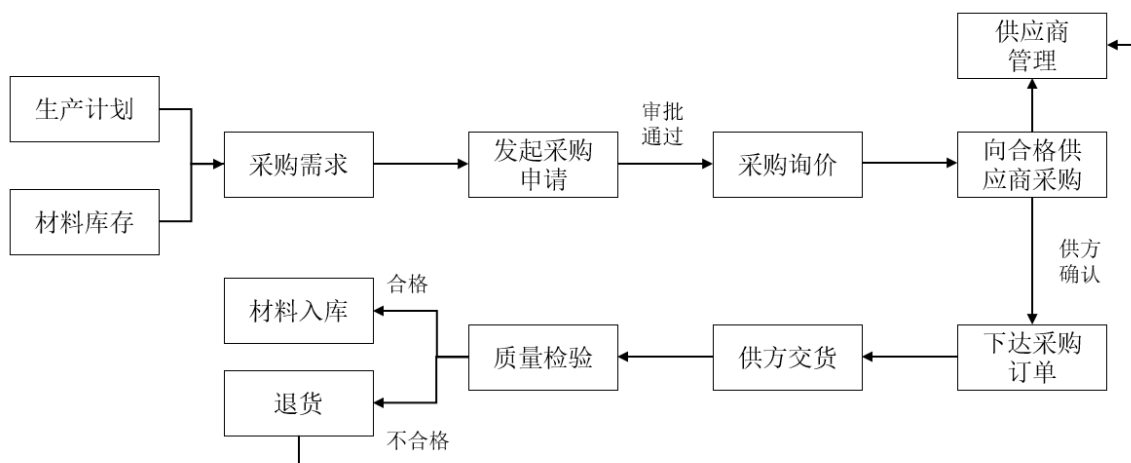 供应商
管理
生产计划
材料库存
采购需求
发起采购
申请
审批
通过
采购询价
向合格供
应商采购
供方
确认
下达采购
订单
供方交货
质量检验
合格
材料入库
不合格
退货